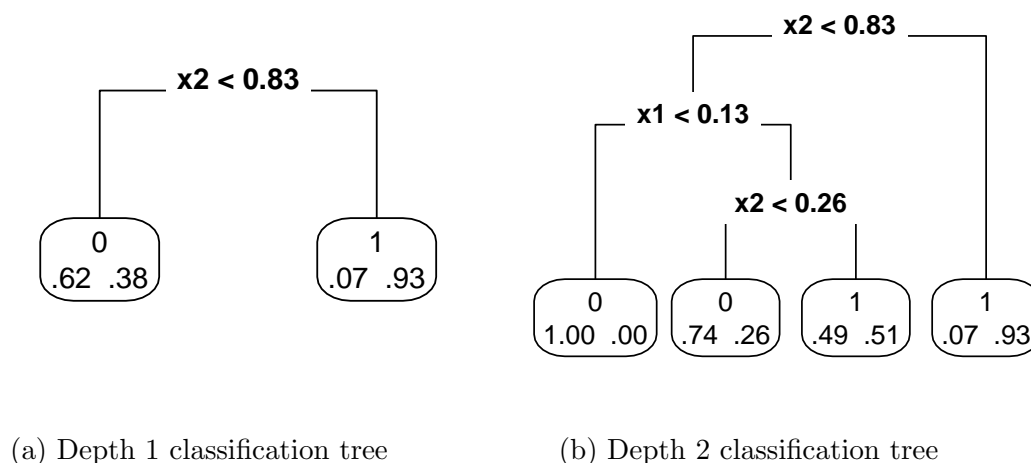 x2 < 0.83
0
.62 .38
1
.07 .93
(a) Depth 1 classification tree
x2 < 0.83
x1 < 0.13
x2 < 0.26
0
1.00 .00
0
.74 .26
1
.49 .51
1
.07 .93
(b) Depth 2 classification tree